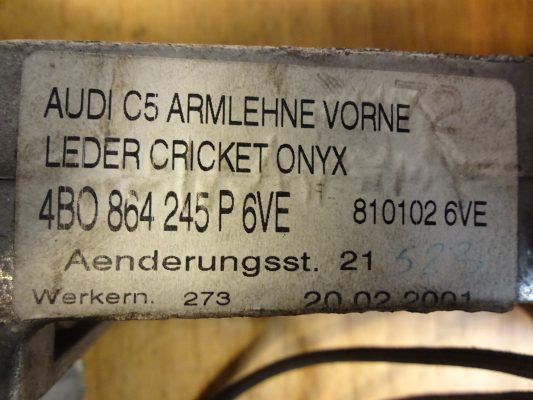 AUDI C5 ARMLEHNE VORNE
LEDER CRICKET ONYX
4B0 864 245 P 6VE 810102 6VE
Aenderungsst. 21
Werkern. 273 20.02.2001